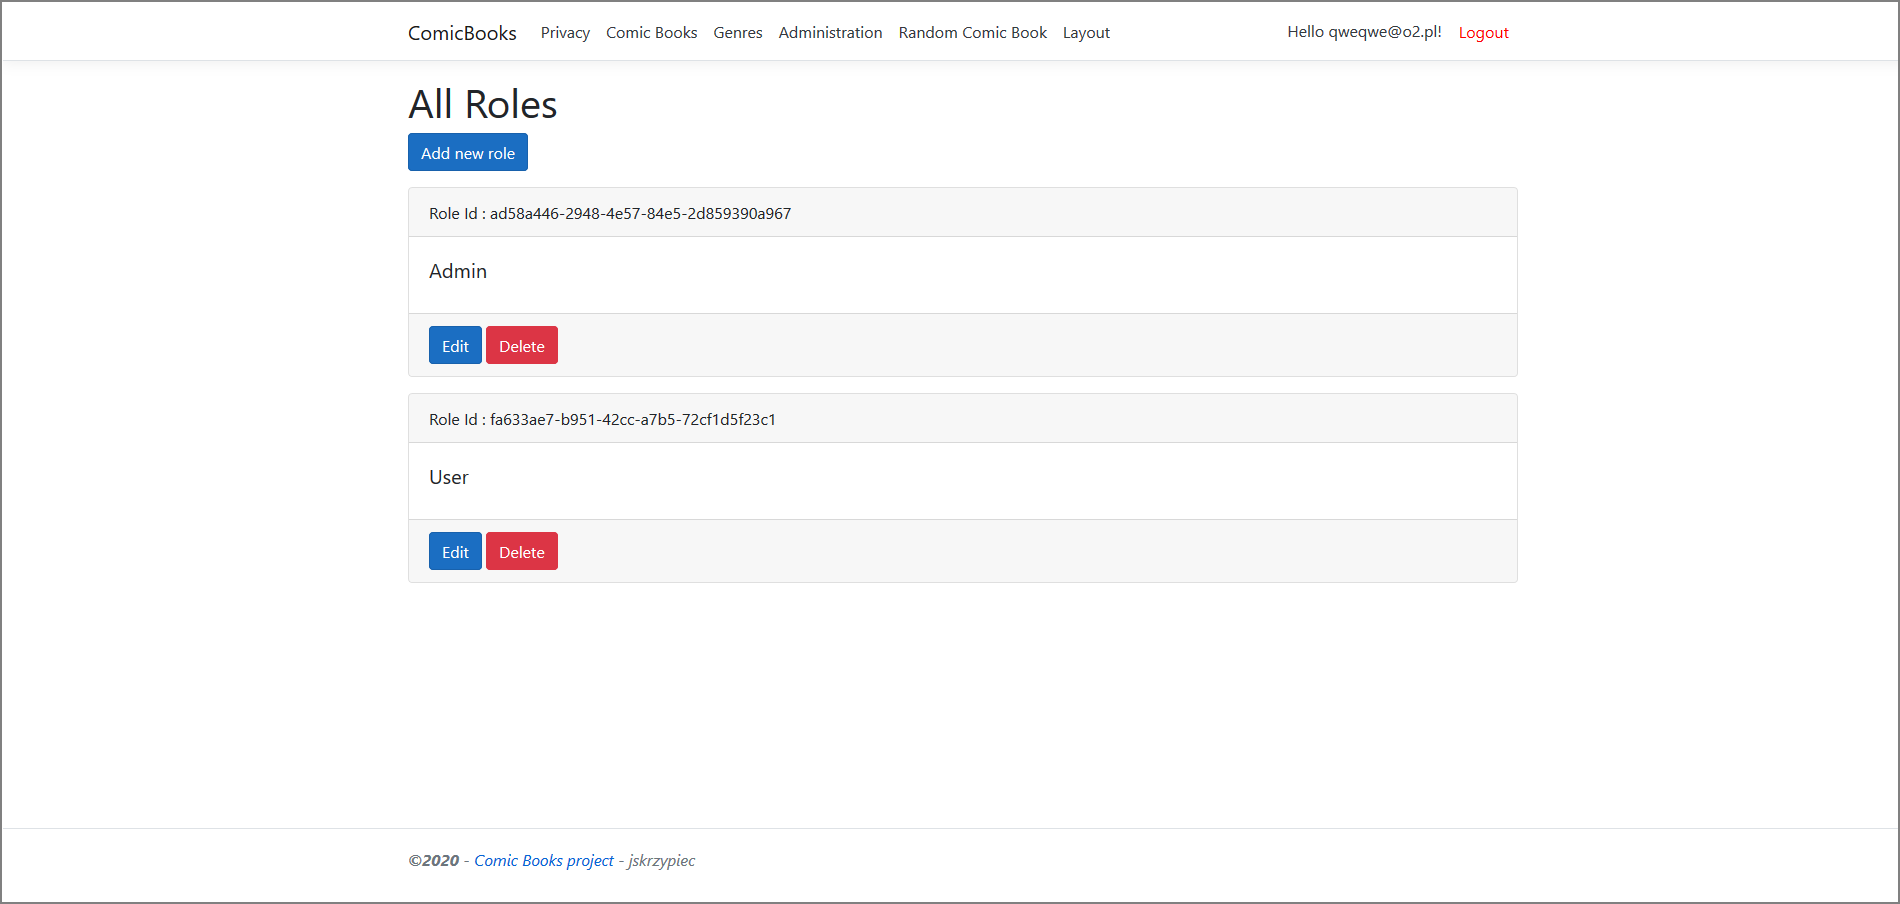 ComicBooks Privacy Comic Books Genres Administration Random Comic Book Layout Hello qweqwe@o2.pl! Logout
All Roles
Add new role
Role Id : ad58a446-2948-4e57-84e5-2d859390a967
Admin
Edit Delete
Role Id : fa633ae7-b951-42cc-a7b5-72cf1d5f23c1
User
Edit Delete
©2020 - Comic Books project - jskrzypiec